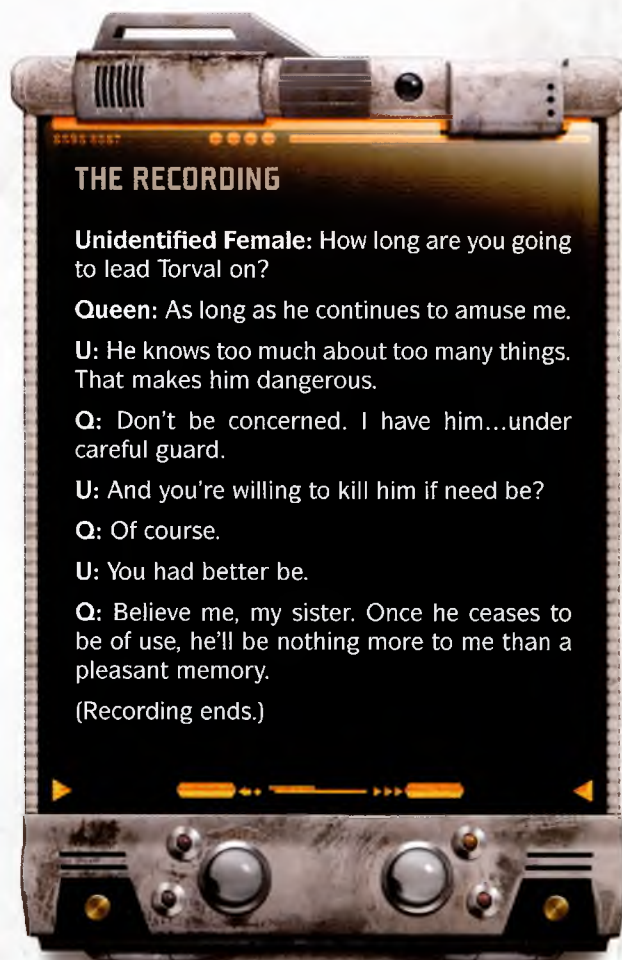 THE RECORDING
Unidentified Female: How long are you going
to lead Torval on?
Queen: As long as he continues to amuse me.
U: He knows too much about too many things.
That makes him dangerous.
Q: Don't be concerned. I have him...under
careful guard.
U: And you're willing to kill him if need be?
Q: Of course.
U: You had better be.
Q: Believe me, my sister. Once he ceases to
be of use, he'll be nothing more to me than a
pleasant memory.
(Recording ends.)